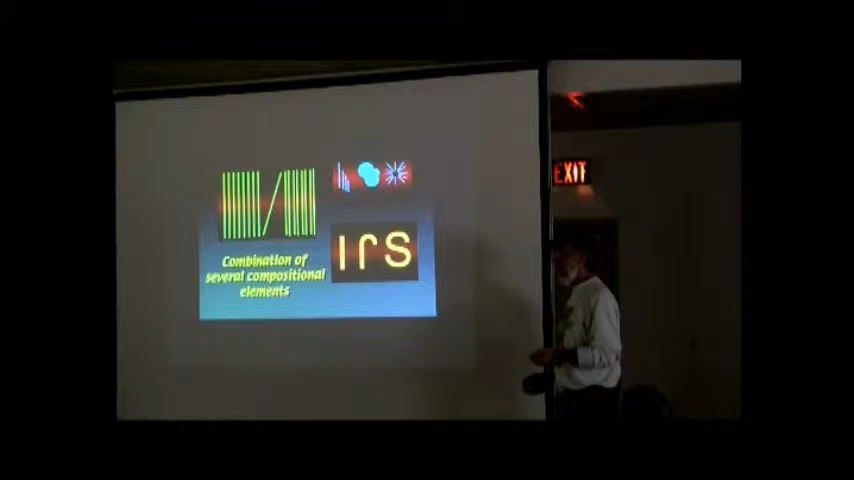 EXIT
IrS
Combination of
several compositional
elements